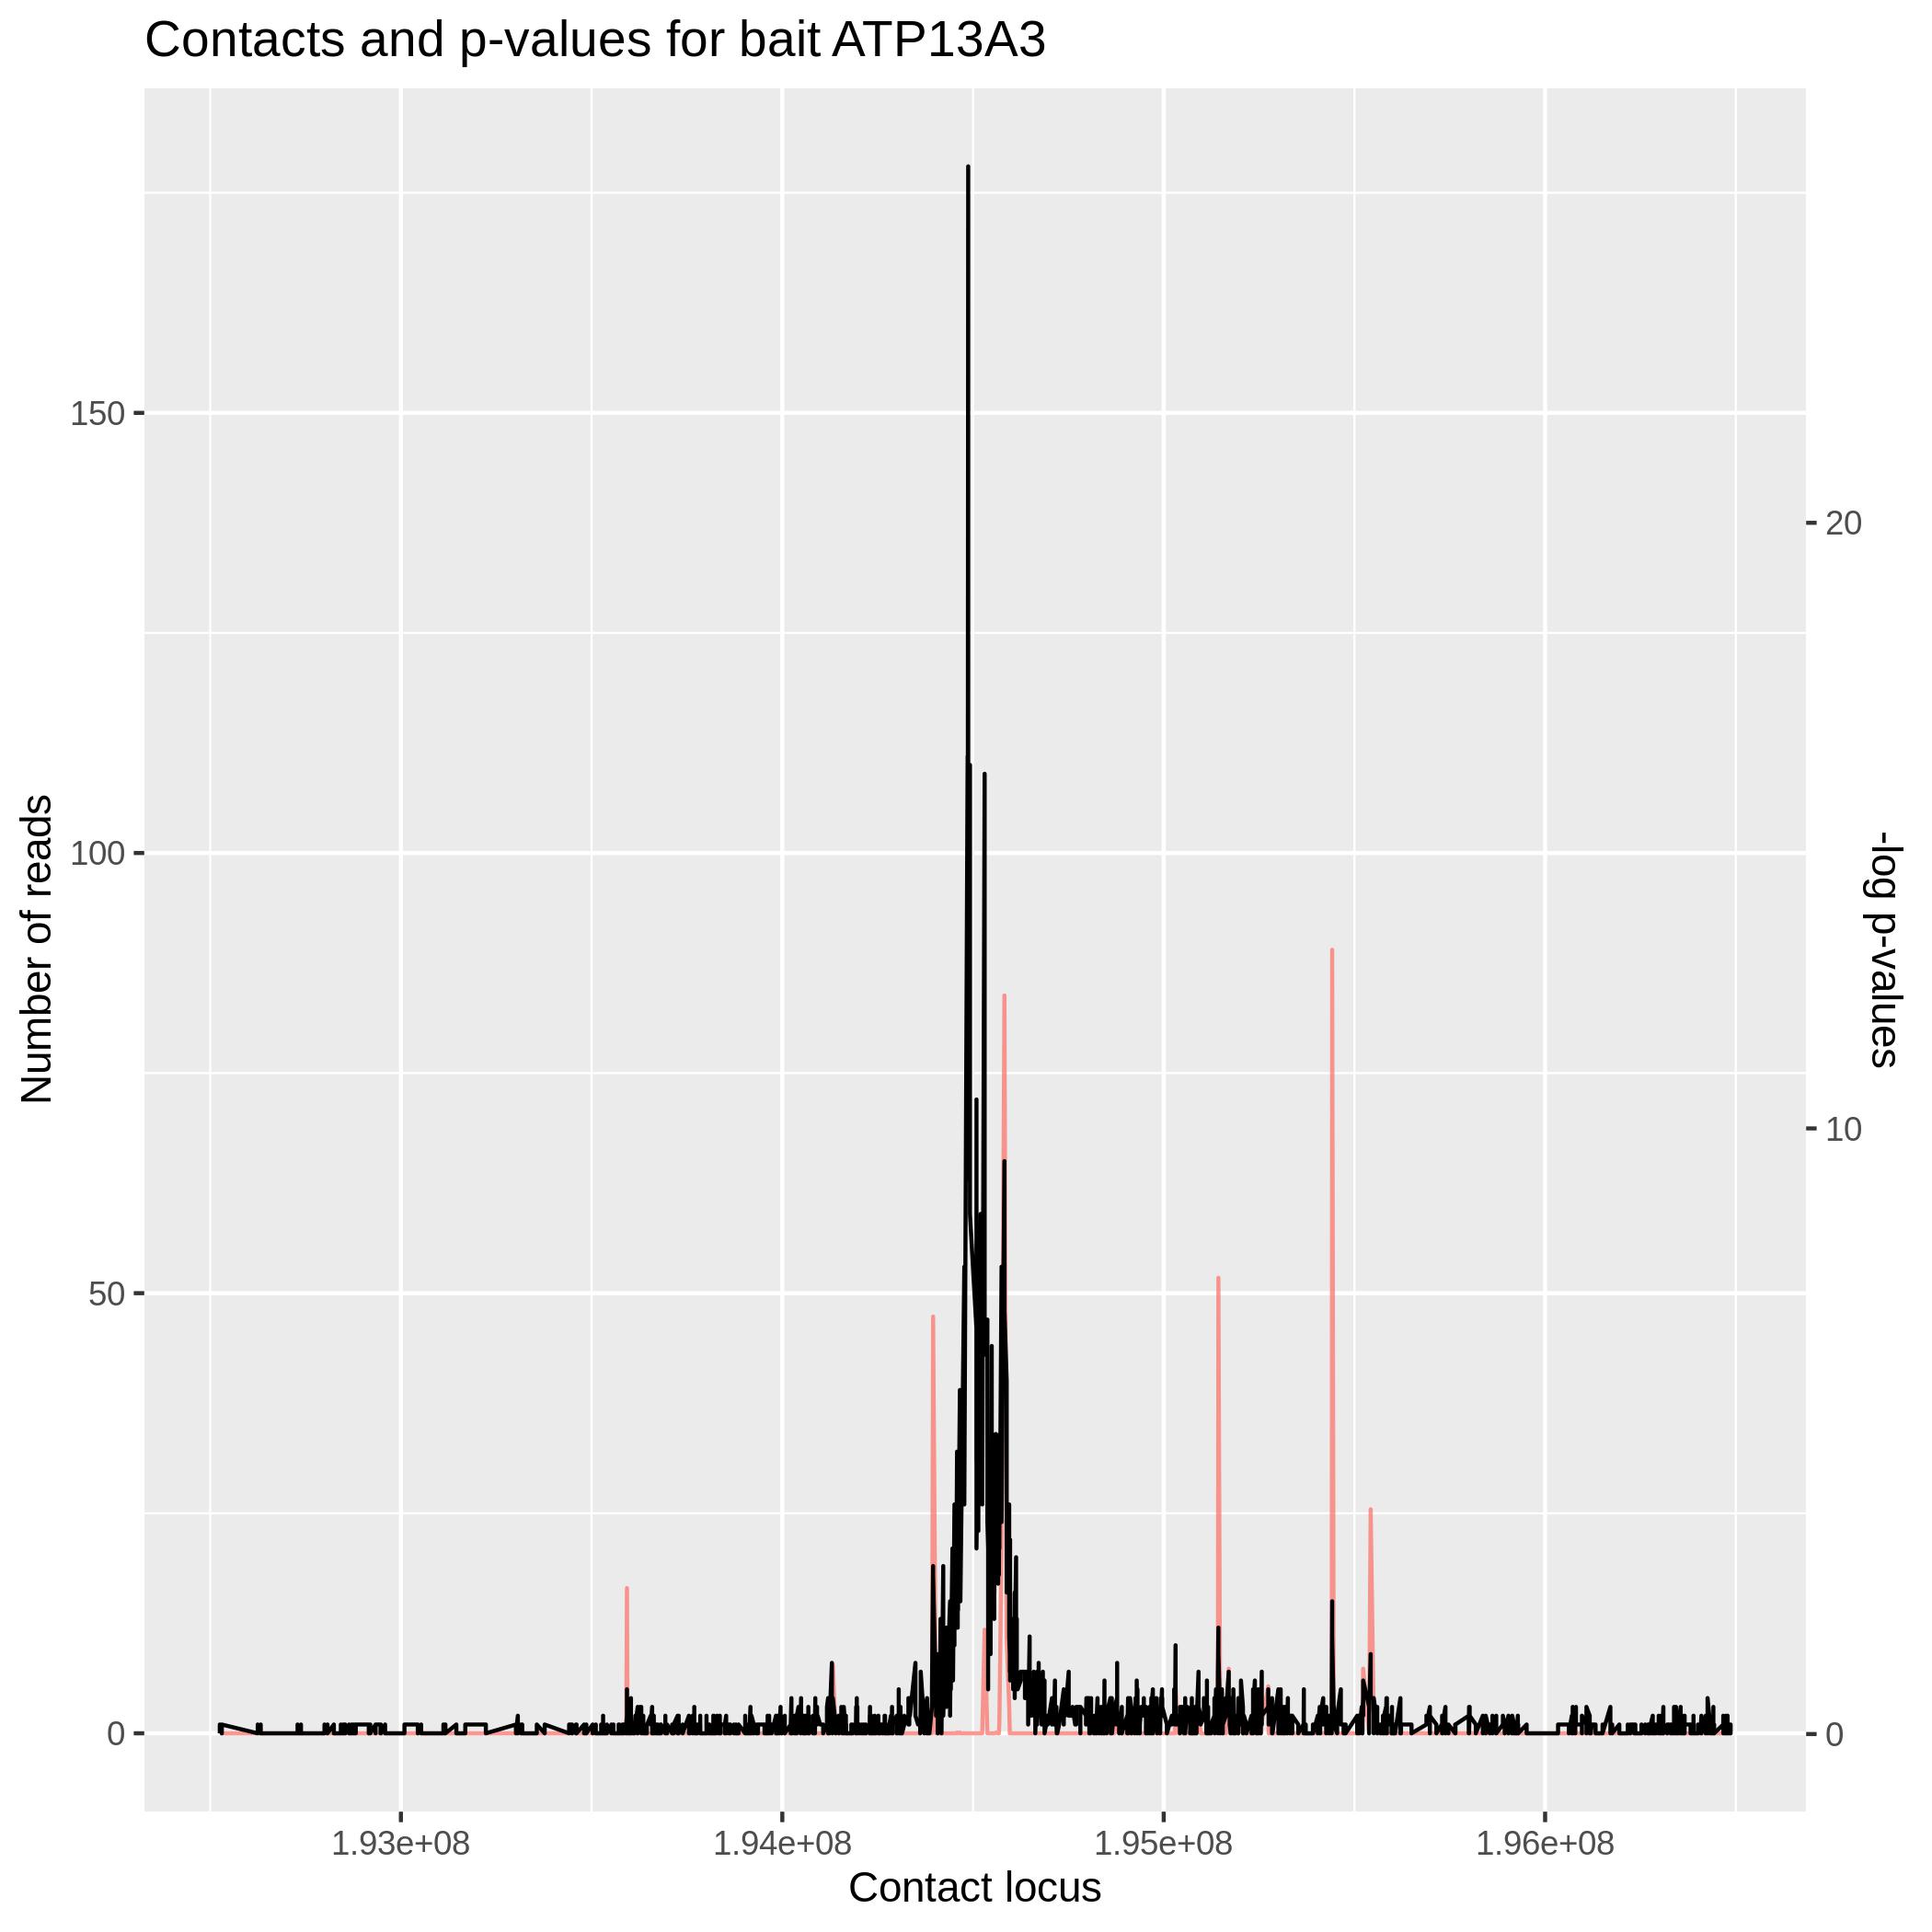 Contacts and p-values for bait ATP13A3
Number of reads
150
100
50
0
20
10
0
-log p-values
1.93e+08 1.94e+08 1.95e+08 1.96e+08
Contact locus